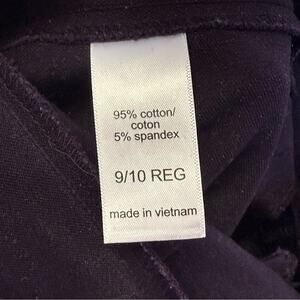 95% cotton/
coton
5% spandex
9/10 REG
made in vietnam